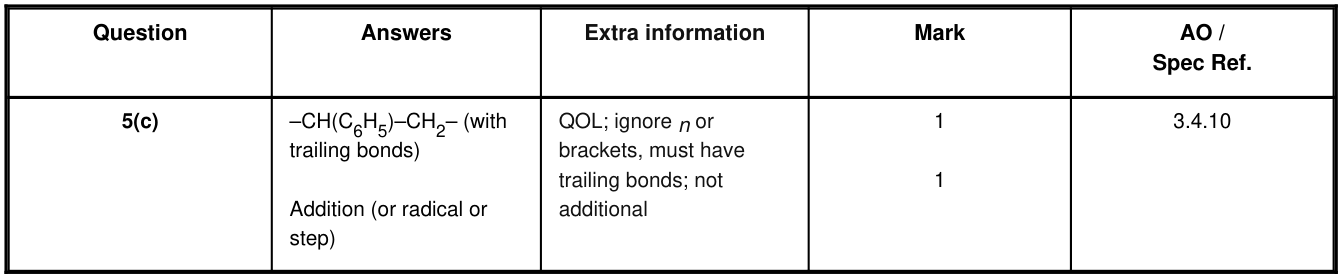 Question Answers Extra information Mark AO /
Spec Ref.
5(c) –CH(C6H5)–CH2– (with QOL; ignore n or 1 3.4.10
trailing bonds) brackets, must have
trailing bonds; not 1
Addition (or radical or additional
step)